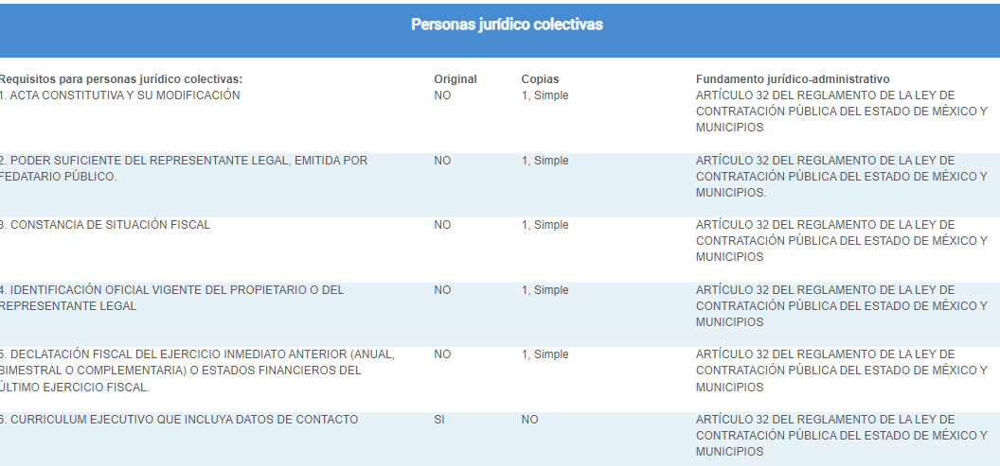 Personas jurídico colectivas
Requisitos para personas jurídico colectivas: Original Copias Fundamento jurídico-administrativo
1. ACTA CONSTITUTIVA Y SU MODIFICACIÓN NO 1, Simple ARTÍCULO 32 DEL REGLAMENTO DE LA LEY DE
CONTRATACIÓN PÚBLICA DEL ESTADO DE MÉXICO Y
MUNICIPIOS
2. PODER SUFICIENTE DEL REPRESENTANTE LEGAL, EMITIDA POR NO 1, Simple ARTÍCULO 32 DEL REGLAMENTO DE LA LEY DE
FEDATARIO PÚBLICO. CONTRATACIÓN PÚBLICA DEL ESTADO DE MÉXICO Y
MUNICIPIOS.
3. CONSTANCIA DE SITUACIÓN FISCAL NO 1, Simple ARTÍCULO 32 DEL REGLAMENTO DE LA LEY DE
CONTRATACIÓN PÚBLICA DEL ESTADO DE MÉXICO Y
MUNICIPIOS
4. IDENTIFICACIÓN OFICIAL VIGENTE DEL PROPIETARIO O DEL NO 1, Simple ARTÍCULO 32 DEL REGLAMENTO DE LA LEY DE
REPRESENTANTE LEGAL CONTRATACIÓN PÚBLICA DEL ESTADO DE MÉXICO Y
MUNICIPIOS
5. DECLATACIÓN FISCAL DEL EJERCICIO INMEDIATO ANTERIOR (ANUAL, NO 1, Simple ARTÍCULO 32 DEL REGLAMENTO DE LA LEY DE
BIMESTRAL O COMPLEMENTARIA) O ESTADOS FINANCIEROS DEL CONTRATACIÓN PÚBLICA DEL ESTADO DE MÉXICO Y
ÚLTIMO EJERCICIO FISCAL. MUNICIPIOS
6. CURRICULUM EJECUTIVO QUE INCLUYA DATOS DE CONTACTO SI NO ARTÍCULO 32 DEL REGLAMENTO DE LA LEY DE
CONTRATACIÓN PÚBLICA DEL ESTADO DE MÉXICO Y
MUNICIPIOS